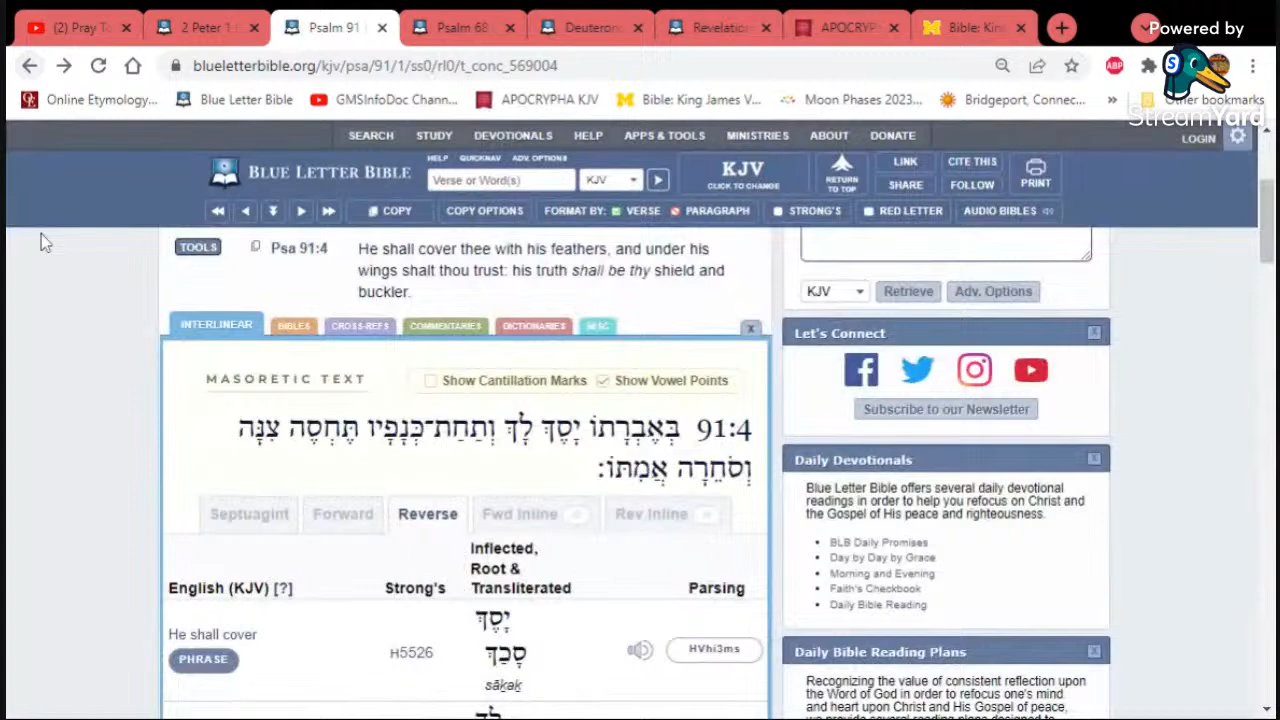 (2) Pray T
2 Peter 1
Psalm 91
Psalm 68
Deuteron
Revelation
APOCRYP
Bible: Kin
Powered by
StreamYard
blueletterbible.org/kjv/psa/91/1/ss0/rl0/t_conc_569004
ABP
Online Etymology...
Blue Letter Bible
GMSInfoDoc Chann...
APOCRYPHA KJV
Bible: King James V...
Moon Phases 2023...
Bridgeport, Connec...
»
Other bookmarks
SEARCH STUDY DEVOTIONALS HELP APPS & TOOLS MINISTRIES ABOUT DONATE
LOGIN
BLUE LETTER BIBLE
HELP QUICKNAV ADV. OPTIONS
Verse or Word(s)
KJV
KJV
CLICK TO CHANGE
RETURN
TO TOP
LINK
CITE THIS
SHARE
FOLLOW
PRINT
COPY COPY OPTIONS FORMAT BY: VERSE PARAGRAPH STRONG'S RED LETTER AUDIO BIBLES
TOOLS
Psa 91:4
He shall cover thee with his feathers, and under his
wings shalt thou trust: his truth shall be thy shield and
buckler.
INTERLINEAR BIBLES CROSS-REFS COMMENTARIES DICTIONARIES MISC
X
MASORETIC TEXT
Show Cantillation Marks
Show Vowel Points
91:4 בְּאֶבְרָתוֹ יָסֶךְ לָךְ וְתַחַת־כְּנָפָיו תֶּחְסֶה צִנָּה
וְסֹחֵרָה אֲמִתּוֹ׃
Septuagint Forward Reverse Fwd Inline Rev Inline
English (KJV) [?]
Strong's
Inflected,
Root &
Transliterated
Parsing
He shall cover
PHRASE
H5526
יָסֶךְ
סָכַךְ
sāḵaḵ
HVhi3ms
לָךְ
KJV
Retrieve
Adv. Options
Let's Connect
Subscribe to our Newsletter
Daily Devotionals
Blue Letter Bible offers several daily devotional
readings in order to help you refocus on Christ and
the Gospel of His peace and righteousness.
BLB Daily Promises
Day by Day by Grace
Morning and Evening
Faith's Checkbook
Daily Bible Reading
Daily Bible Reading Plans
Recognizing the value of consistent reflection upon
the Word of God in order to refocus one's mind
and heart upon Christ and His Gospel of peace,